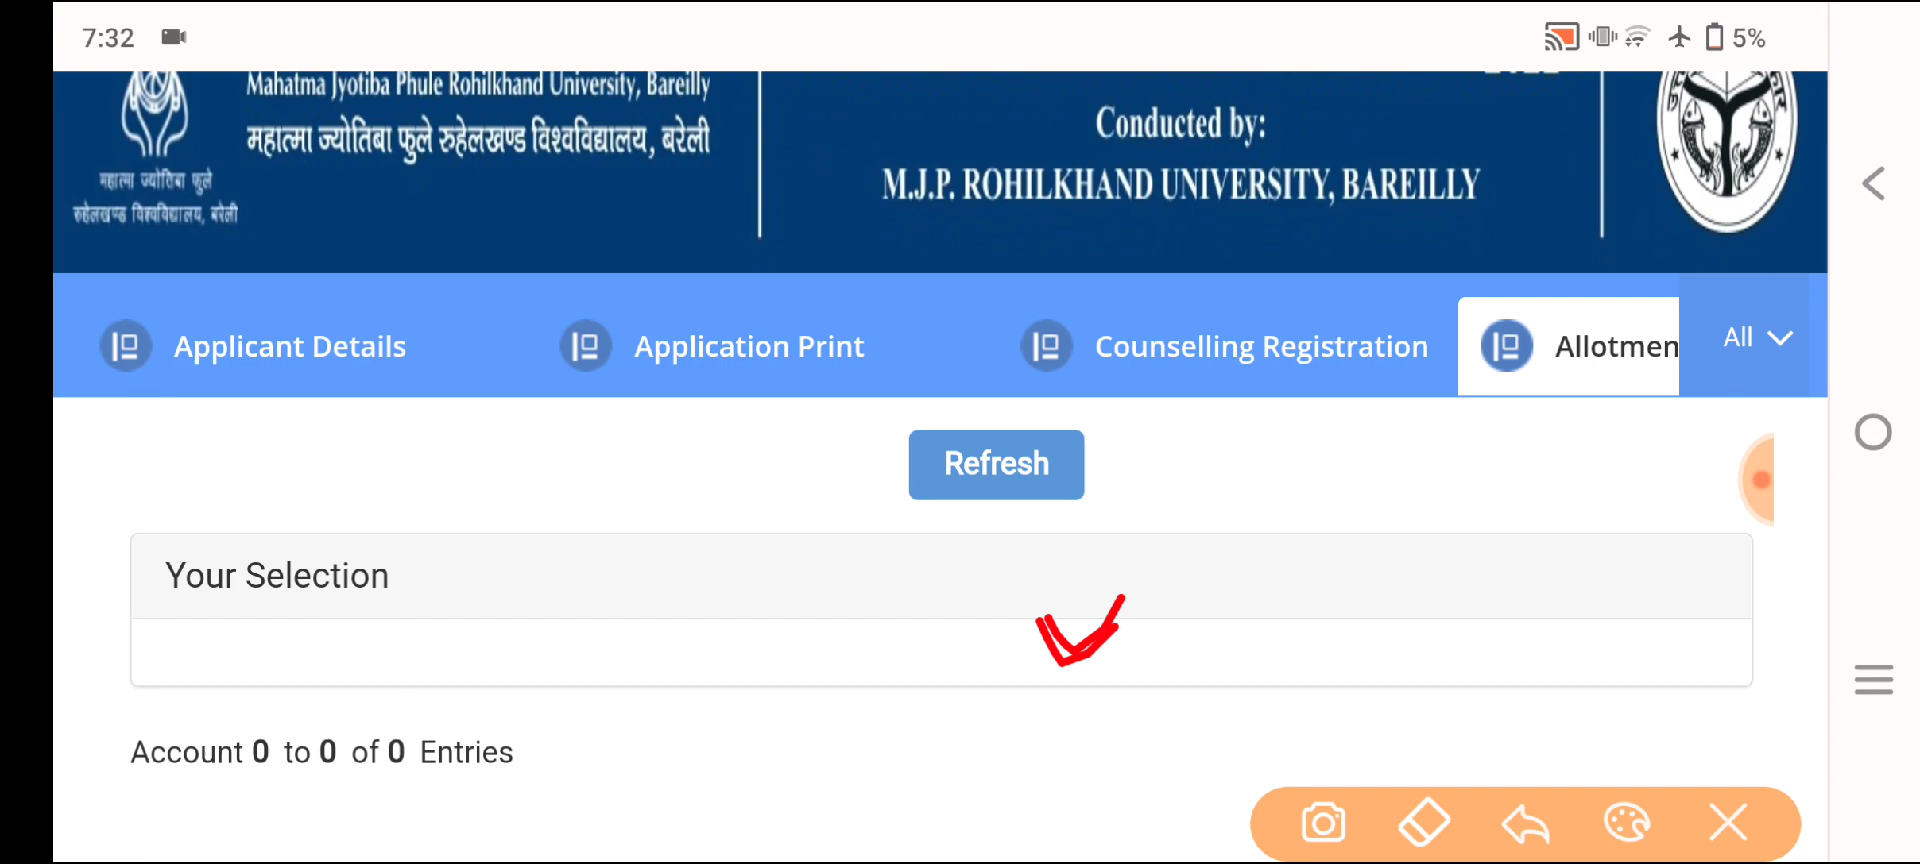 7:32
5%
Mahatma Jyotiba Phule Rohilkhand University, Bareilly
महात्मा ज्योतिबा फुले रुहेलखण्ड विश्वविद्यालय, बरेली
महात्मा ज्योतिबा फुले
रुहेलखण्ड विश्वविद्यालय, बरेली
Conducted by:
M.J.P. ROHILKHAND UNIVERSITY, BAREILLY
Applicant Details
Application Print
Counselling Registration
Allotmen
All
Refresh
Your Selection
Account 0 to 0 of 0 Entries